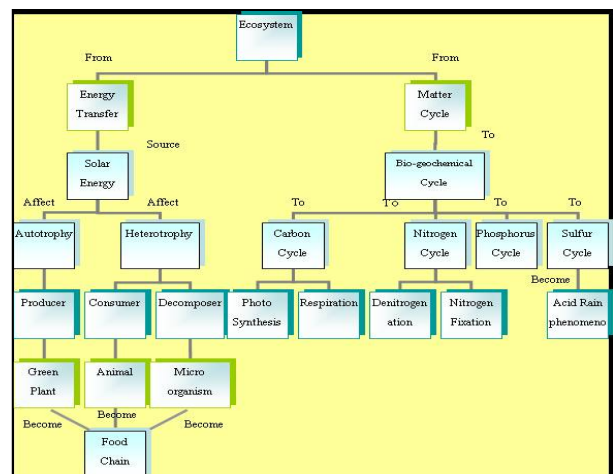 Ecosystem
From
From
Energy
Transfer
Matter
Cycle
Source
To
Solar
Energy
Bio-geochemical
Cycle
Affect
Affect
To
To
To
To
Autotrophy
Heterotrophy
Carbon
Cycle
Nitrogen
Cycle
Phosphorus
Cycle
Sulfur
Cycle
Become
Producer
Consumer
Decomposer
Photo
Synthesis
Respiration
Denitrogen
ation
Nitrogen
Fixation
Acid Rain
phenomeno
Green
Plant
Animal
Micro
organism
Become
Become
Become
Food
Chain